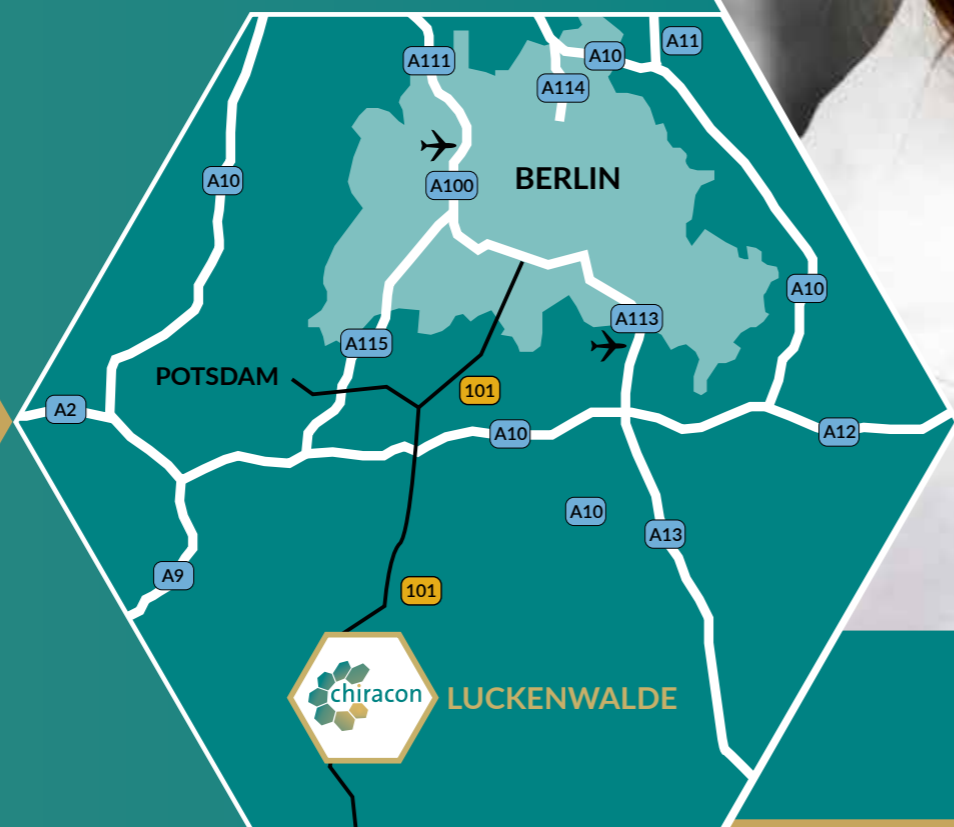 A111
A10
A11
A114
A10
A100
BERLIN
A10
A113
A115
POTSDAM
101
A2
A10
A12
A10
A13
A9
101
chiracon
LUCKENWALDE